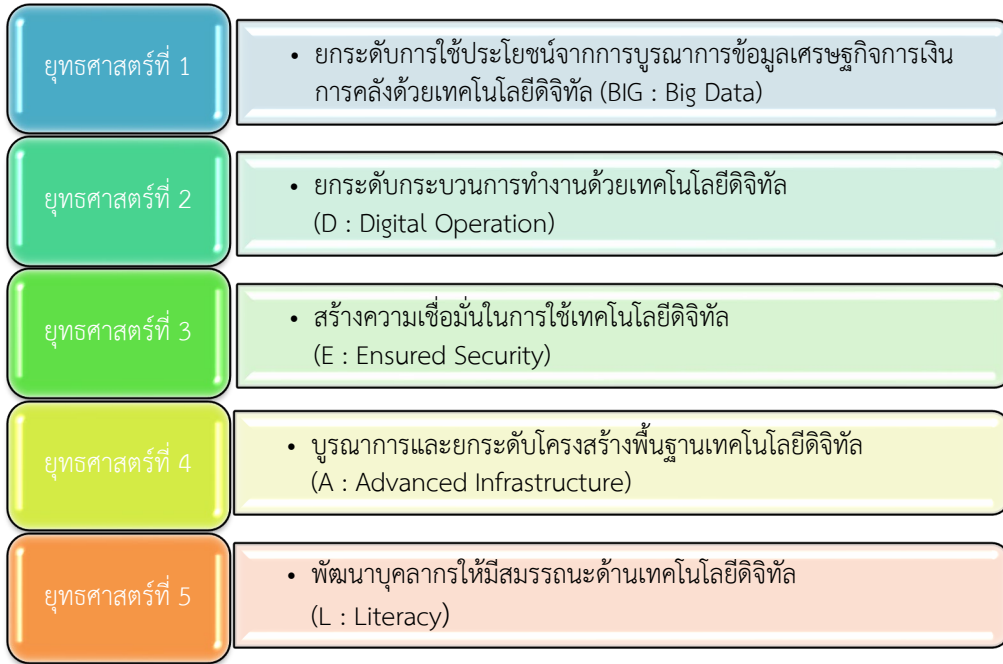 ยุทธศาสตร์ที่ 1
• ยกระดับการใช้ประโยชน์จากการบูรณาการข้อมูลเศรษฐกิจการเงิน
การคลังด้วยเทคโนโลยีดิจิทัล (BIG : Big Data)
ยุทธศาสตร์ที่ 2
• ยกระดับกระบวนการทำงานด้วยเทคโนโลยีดิจิทัล
(D : Digital Operation)
ยุทธศาสตร์ที่ 3
• สร้างความเชื่อมั่นในการใช้เทคโนโลยีดิจิทัล
(E : Ensured Security)
ยุทธศาสตร์ที่ 4
• บูรณาการและยกระดับโครงสร้างพื้นฐานเทคโนโลยีดิจิทัล
(A : Advanced Infrastructure)
ยุทธศาสตร์ที่ 5
• พัฒนาบุคลากรให้มีสมรรถนะด้านเทคโนโลยีดิจิทัล
(L : Literacy)